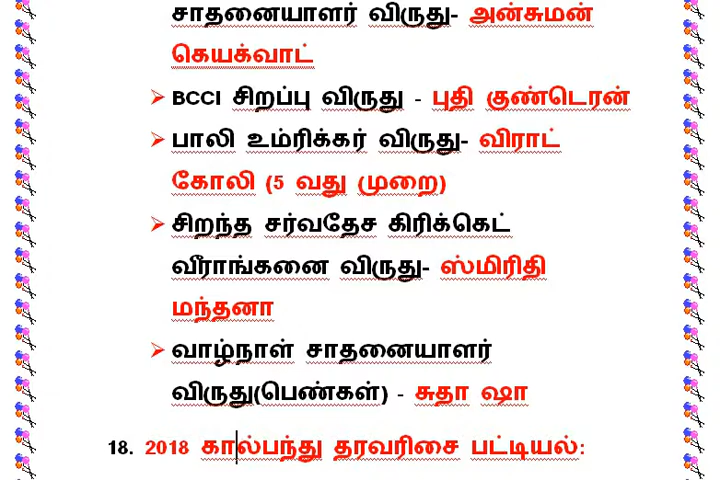 சாதனையாளர் விருது- அன்சுமன்
கெயக்வாட்
➢ BCCI சிறப்பு விருது - புதி குண்டெரன்
➢ பாலி உம்ரிக்கர் விருது- விராட்
கோலி (5 வது முறை)
➢ சிறந்த சர்வதேச கிரிக்கெட்
வீராங்கனை விருது- ஸ்மிரிதி
மந்தனா
➢ வாழ்நாள் சாதனையாளர்
விருது(பெண்கள்) - சுதா ஷா
18. 2018 கால்பந்து தரவரிசை பட்டியல்: